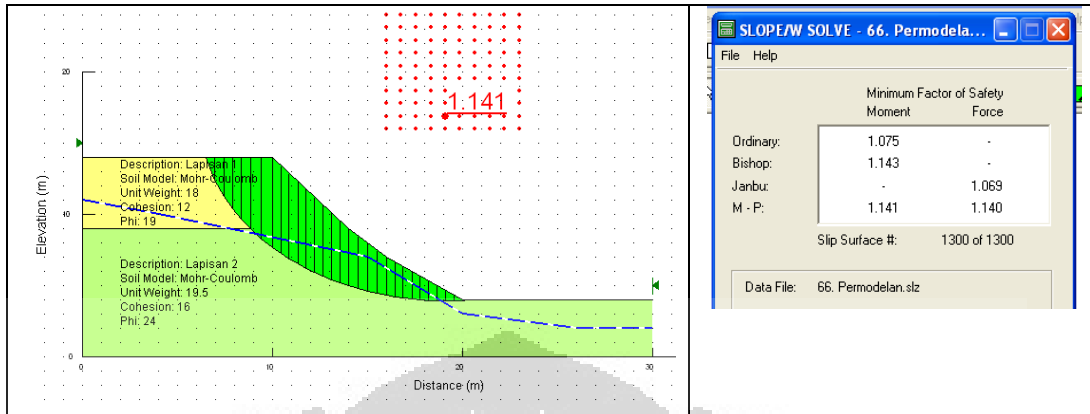 1.141
20
10
0
Elevation (m)
Description: Lapisan 1
Soil Model: Mohr-Coulomb
Unit Weight: 18
Cohesion: 12
Phi: 19
Description: Lapisan 2
Soil Model: Mohr-Coulomb
Unit Weight: 19.5
Cohesion: 16
Phi: 24
0
10
20
30
Distance (m)
SLOPE/W SOLVE - 66. Permodela...
File Help
Minimum Factor of Safety
Moment Force
Ordinary: 1.075 -
Bishop: 1.143 -
Janbu: - 1.069
M - P: 1.141 1.140
Slip Surface #: 1300 of 1300
Data File: 66. Permodelan.slz